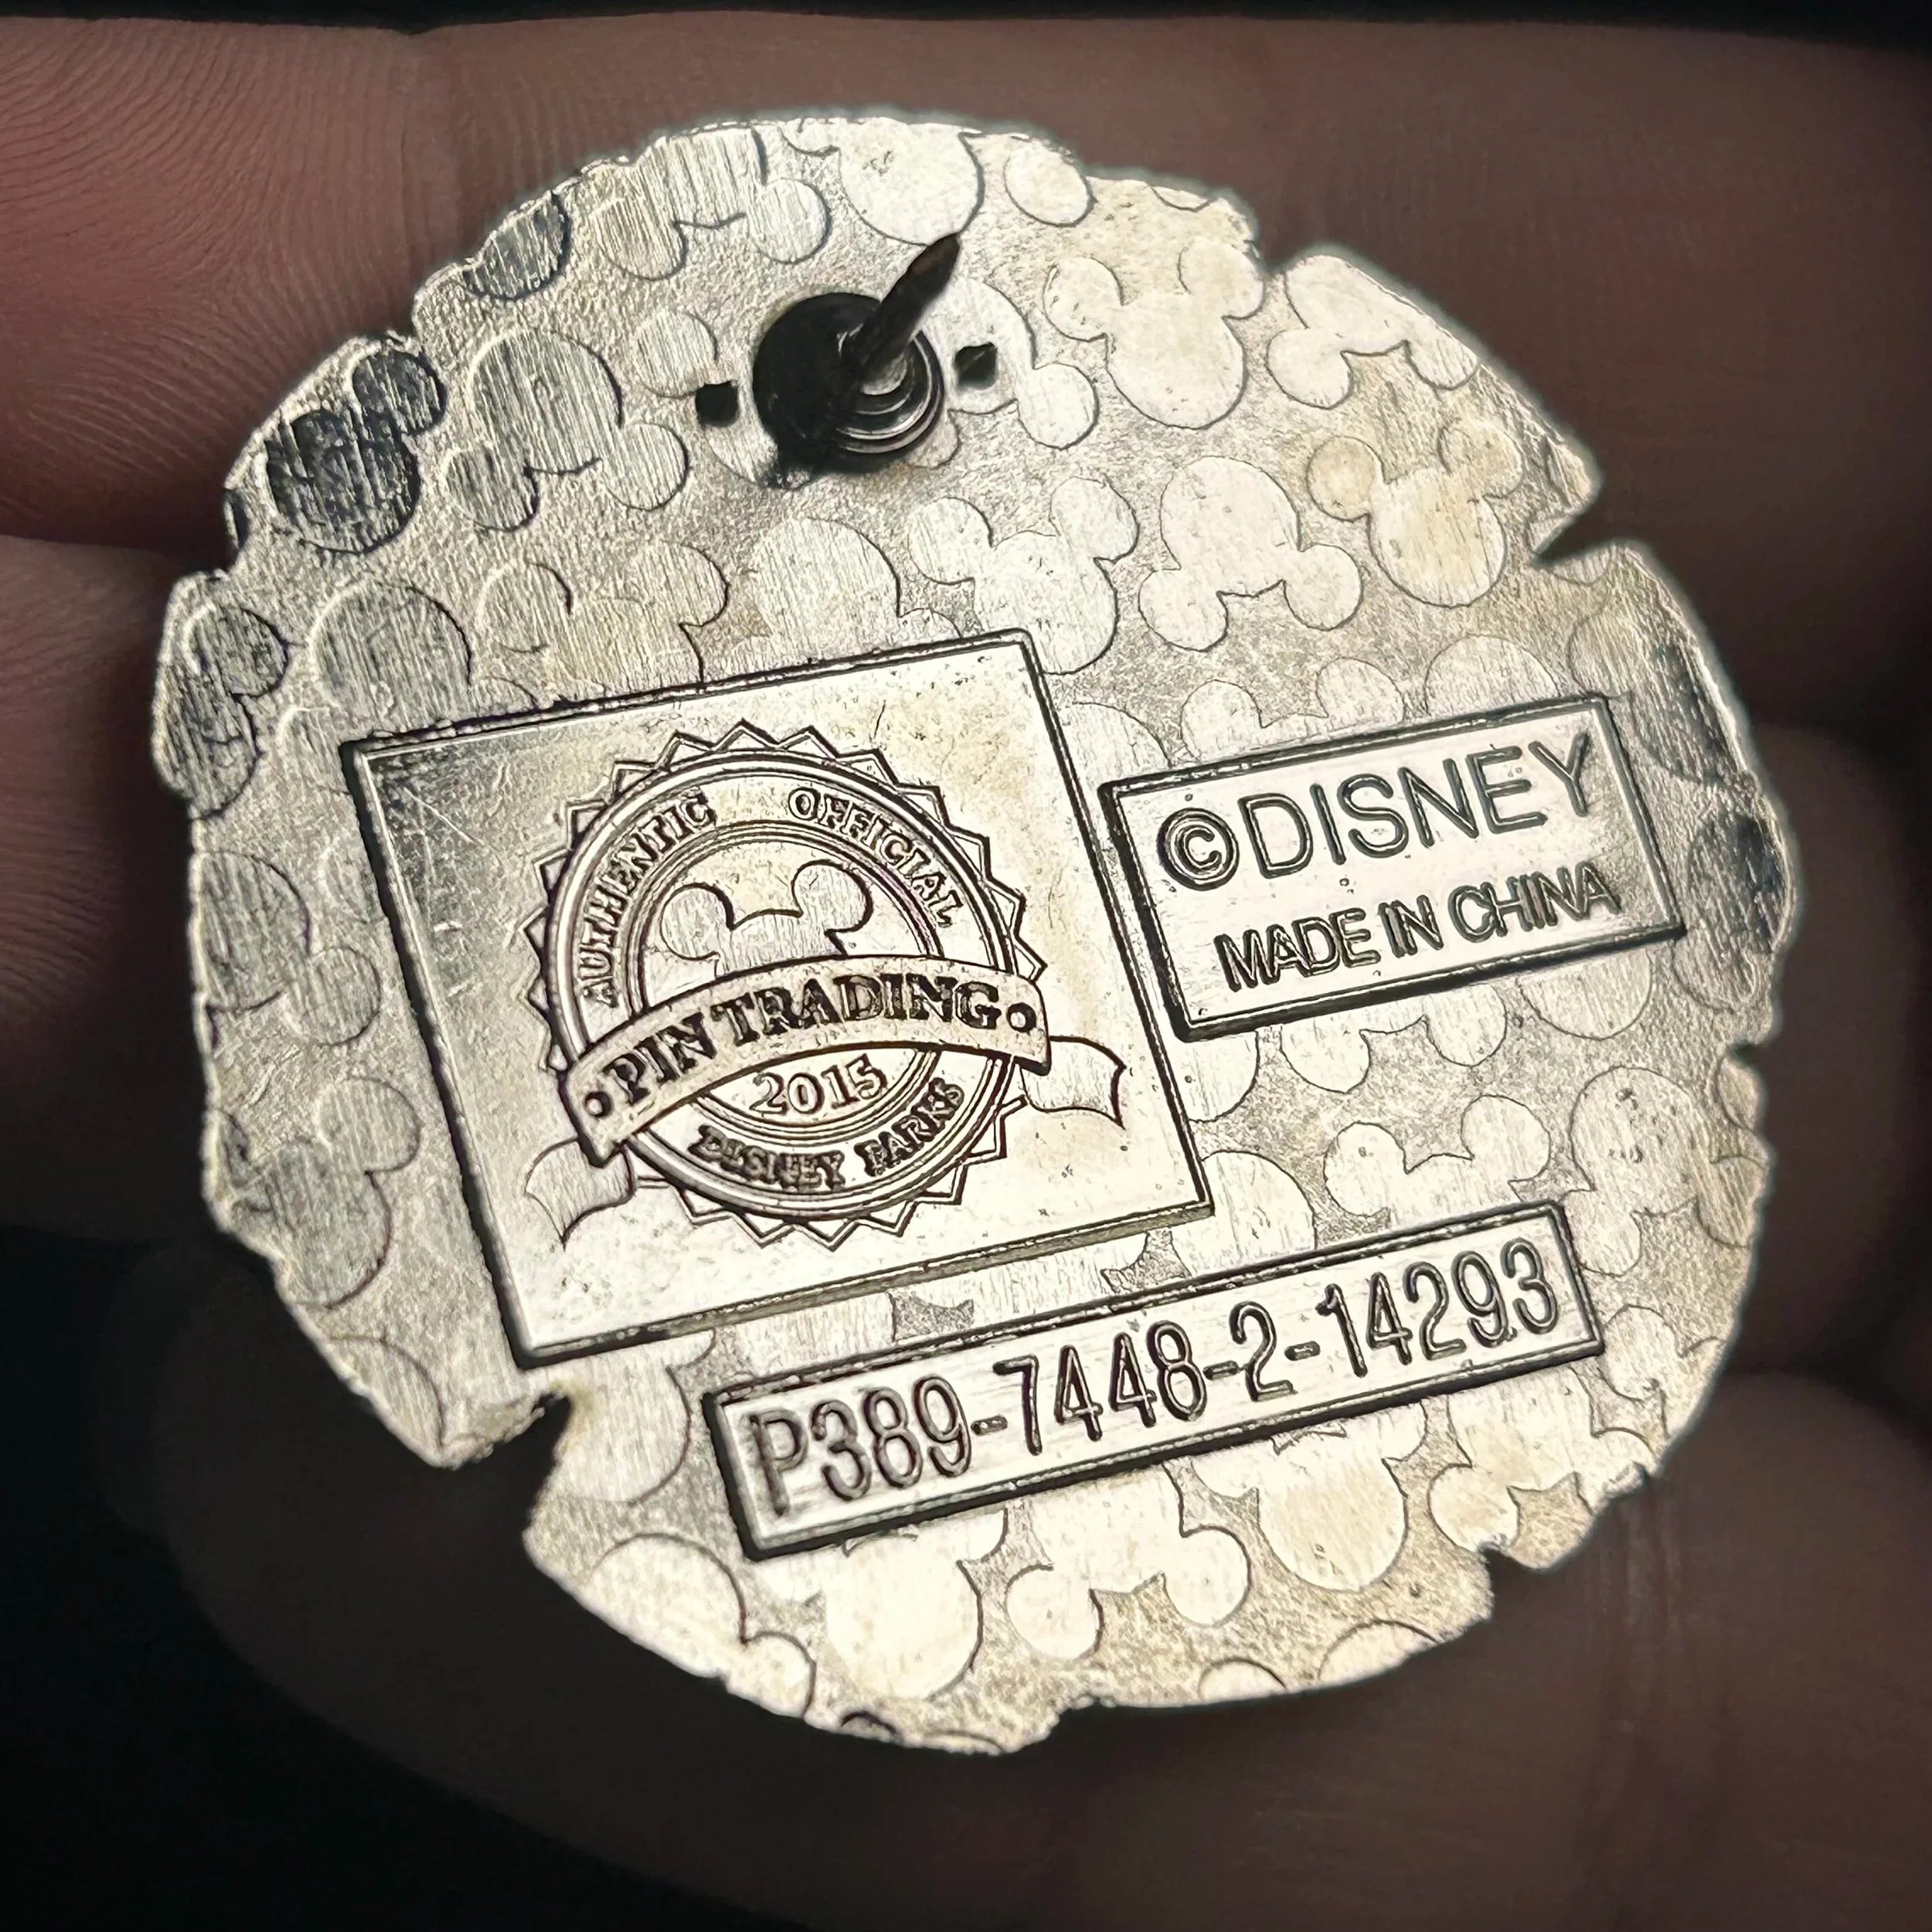 AUTHENTIC OFFICIAL
• PIN TRADING •
2015
DISNEY PARKS
©DISNEY
MADE IN CHINA
P389-7448-2-14293